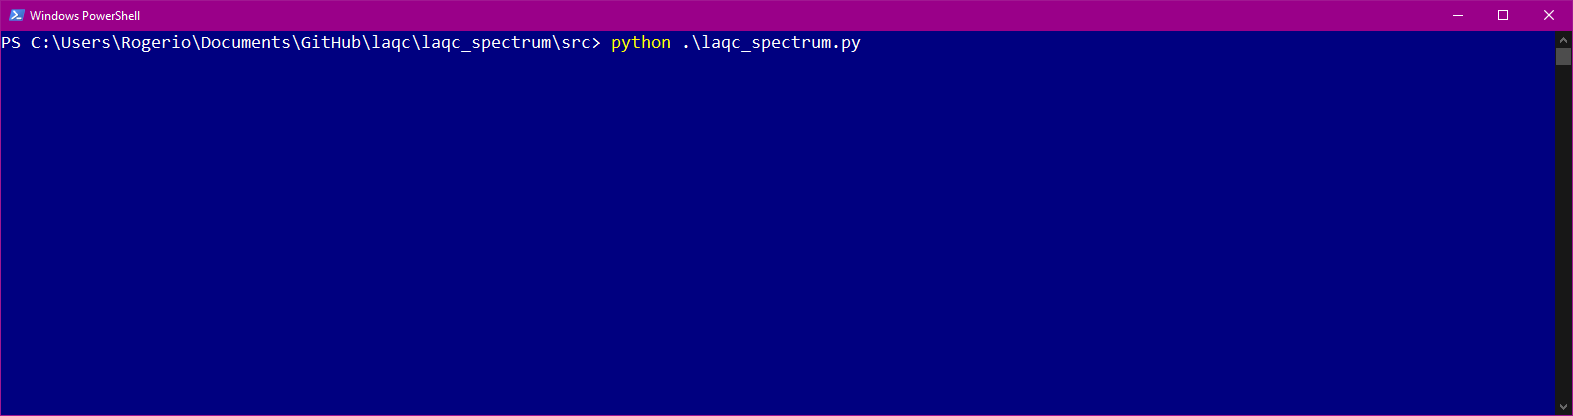 Windows PowerShell
PS C:\Users\Rogerio\Documents\GitHub\laqc\laqc_spectrum\src> python .\laqc_spectrum.py